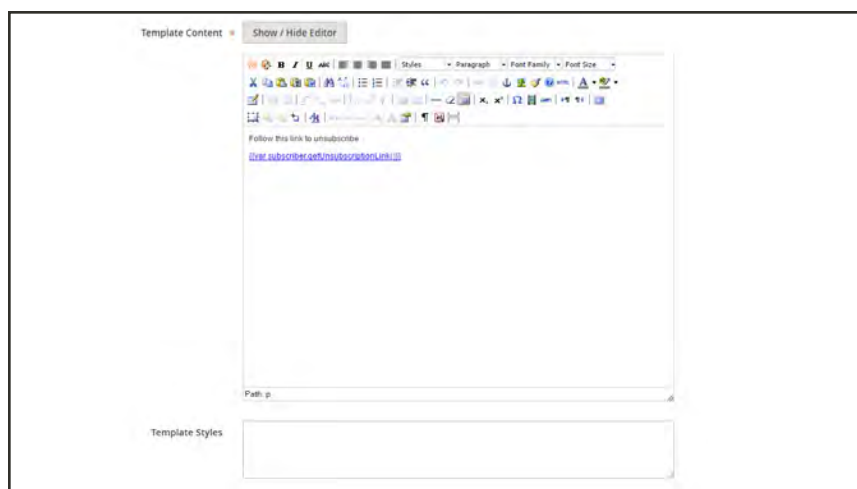 Template Content *
Show / Hide Editor
B I U ABC Styles Paragraph Font Family Font Size
Follow this link to unsubscribe
{{var subscriber.getUnsubscriptionLink()}}
Path: p
Template Styles